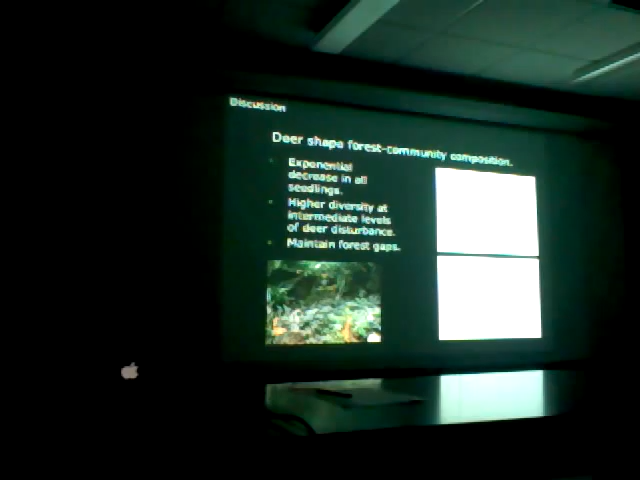 Discussion
Deer shape forest-community composition.
Exponential
decrease in all
seedlings.
Higher diversity at
intermediate levels
of deer disturbance.
Maintain forest gaps.